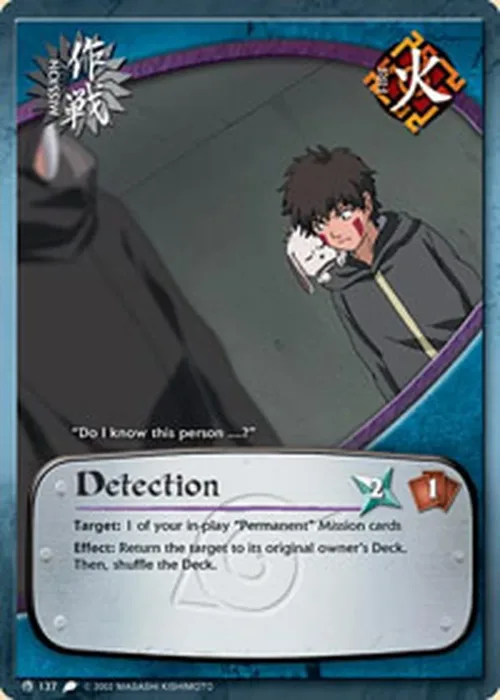 MISSION
作戦
FIRE
火
"Do I know this person ....?"
Detection
2
1
Target: 1 of your in-play "Permanent" Mission cards
Effect: Return the target to its original owner's Deck.
Then, shuffle the Deck.
137 © 2002 MASASHI KISHIMOTO